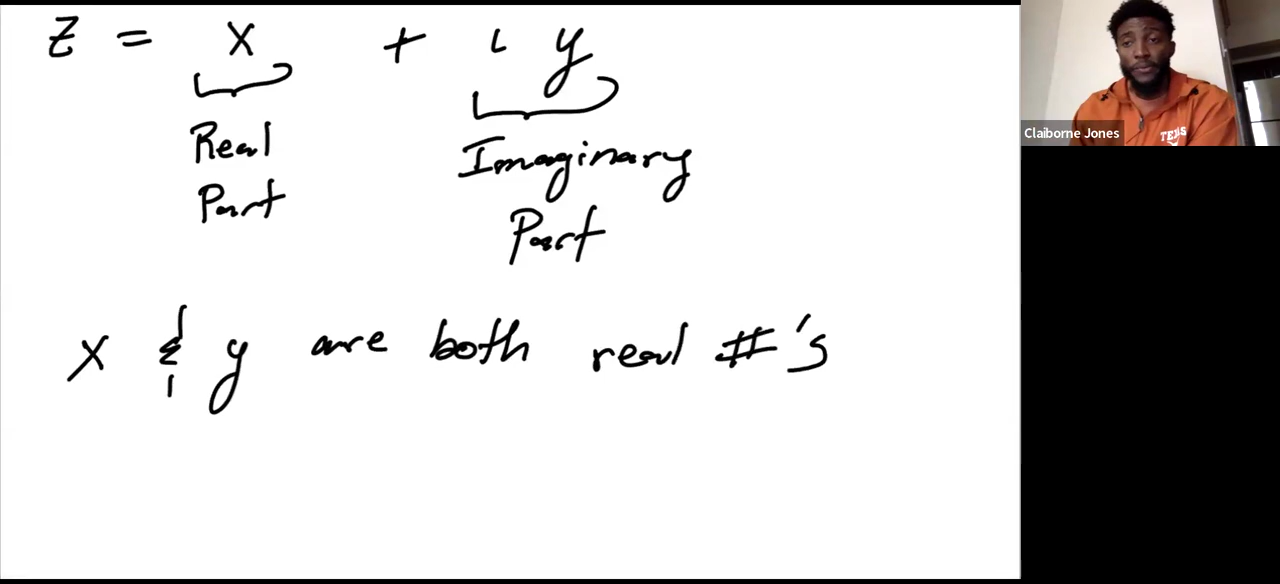 z = x + i y
Real Imaginary
Part Part
x & y are both real #'s
Claiborne Jones
TEXAS